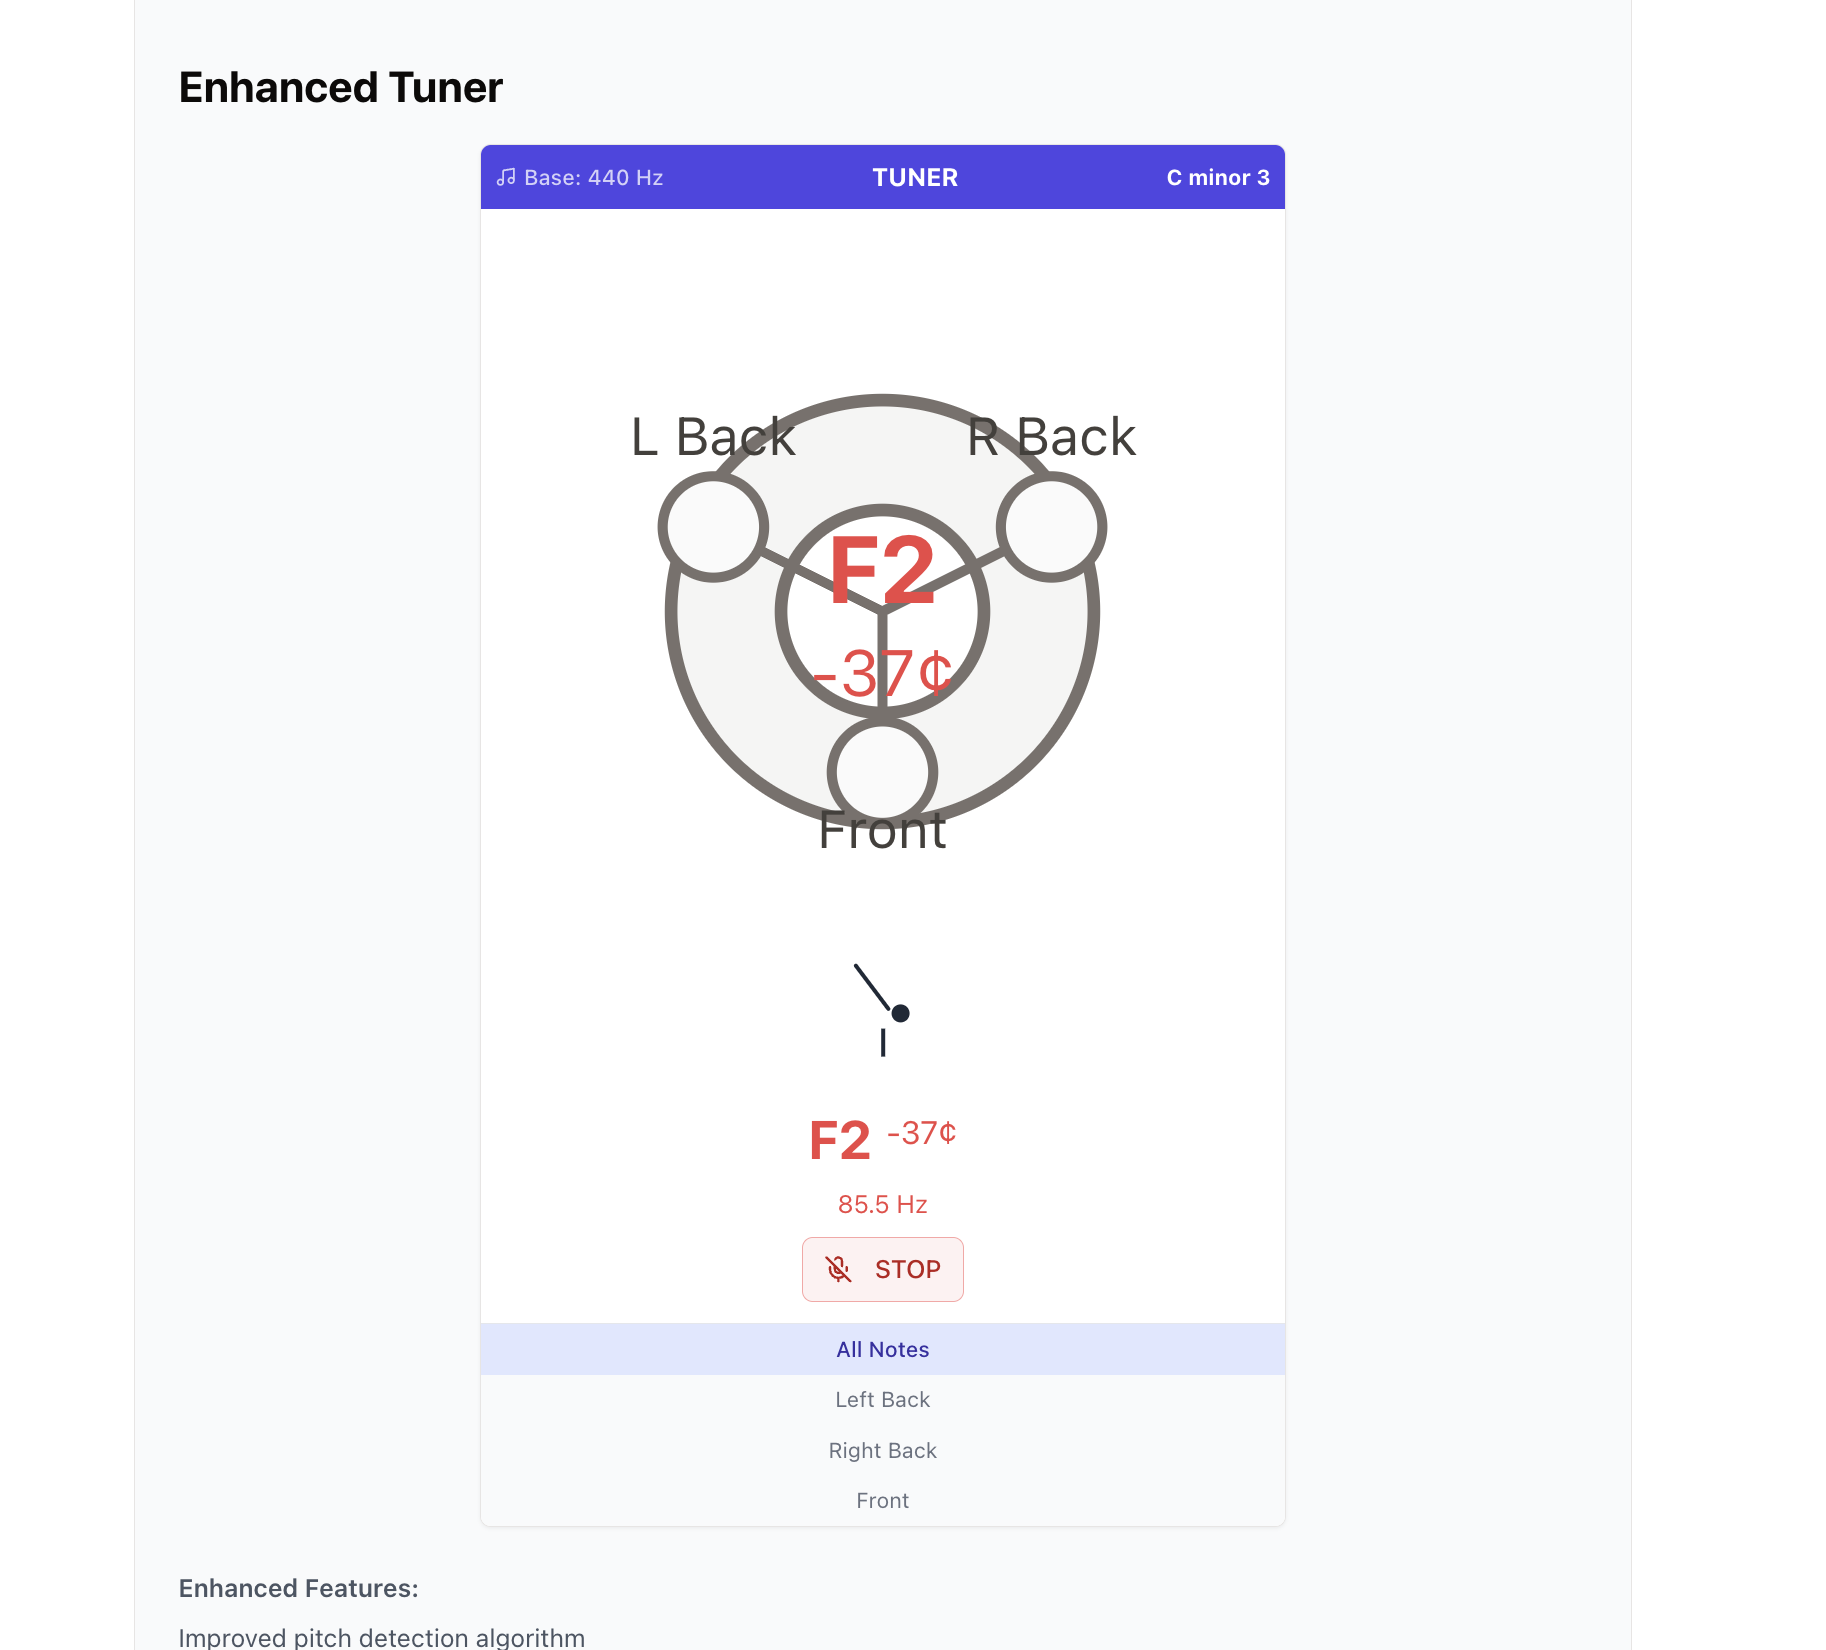 Enhanced Tuner
Base: 440 Hz TUNER C minor 3
L Back R Back
F2
-37¢
Front
F2 -37¢
85.5 Hz
STOP
All Notes
Left Back
Right Back
Front
Enhanced Features:
Improved pitch detection algorithm